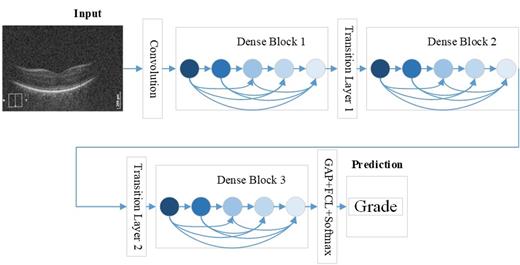 Input
Convolution
Dense Block 1
Transition Layer 1
Dense Block 2
Transition Layer 2
Dense Block 3
GAP+FCL+Softmax
Prediction
Grade